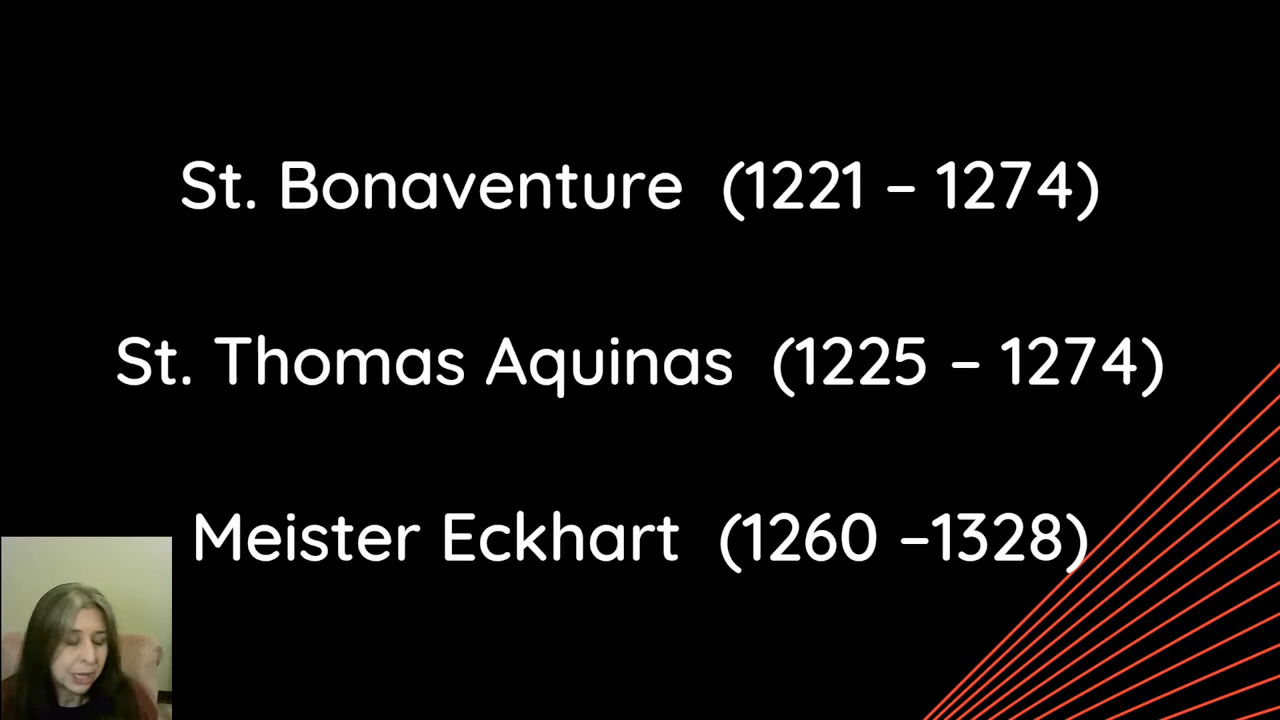 St. Bonaventure (1221 – 1274)
St. Thomas Aquinas (1225 – 1274)
Meister Eckhart (1260 –1328)